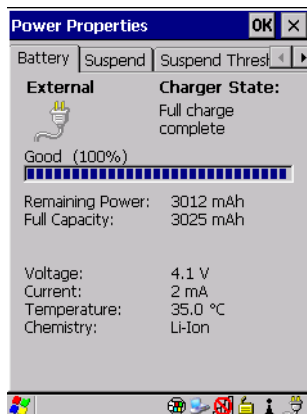 Power Properties OK ×
Battery Suspend Suspend Thresh
External Charger State:
Full charge
complete
Good (100%)
Remaining Power: 3012 mAh
Full Capacity: 3025 mAh
Voltage: 4.1 V
Current: 2 mA
Temperature: 35.0 °C
Chemistry: Li-Ion